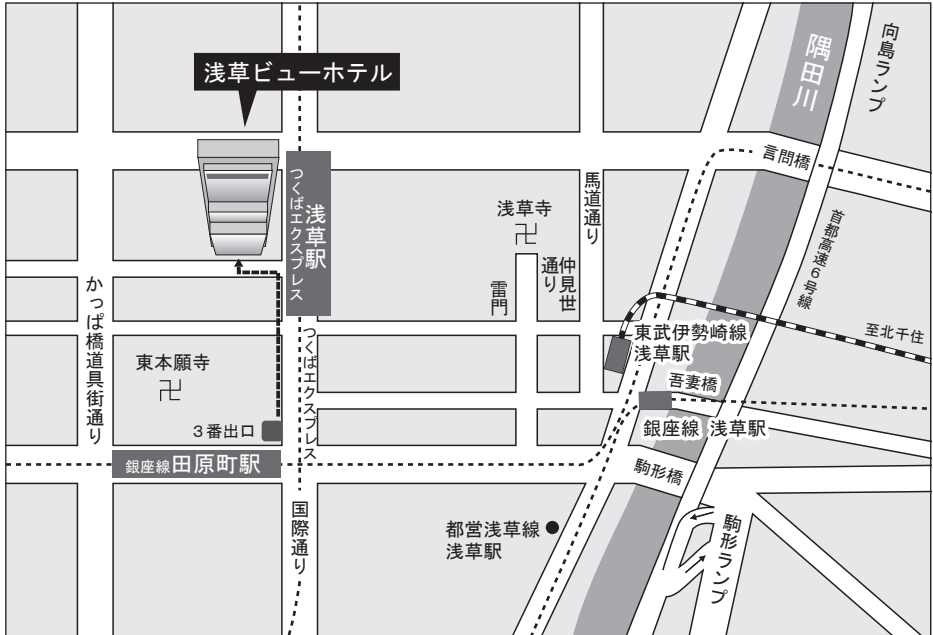 浅草ビューホテル
隅田川
向島ランプ
言問橋
つくばエクスプレス
浅草駅
馬道通り
浅草寺
仲見世
通り
雷門
首都高速6号線
かっぱ橋道具街通り
つくばエクスプレス
東武伊勢崎線
浅草駅
至北千住
東本願寺
吾妻橋
3番出口
銀座線 浅草駅
銀座線田原町駅
駒形橋
国際通り
都営浅草線
浅草駅
駒形ランプ